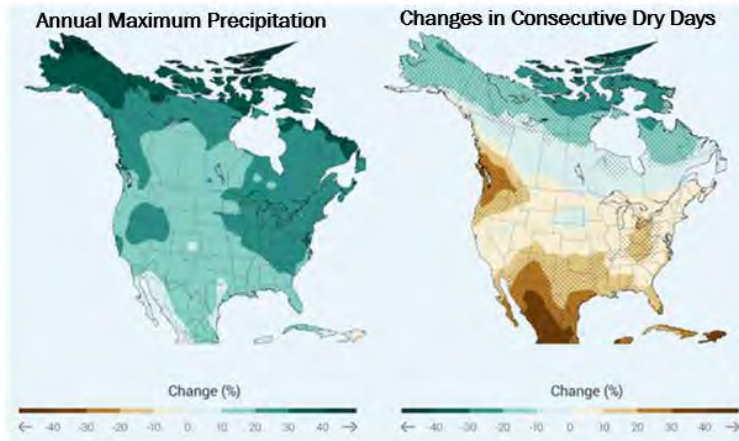 Annual Maximum Precipitation
Changes in Consecutive Dry Days
Change (%)
← -40 -30 -20 -10 0 10 20 30 40 →
Change (%)
← -40 -30 -20 -10 0 10 20 30 40 →